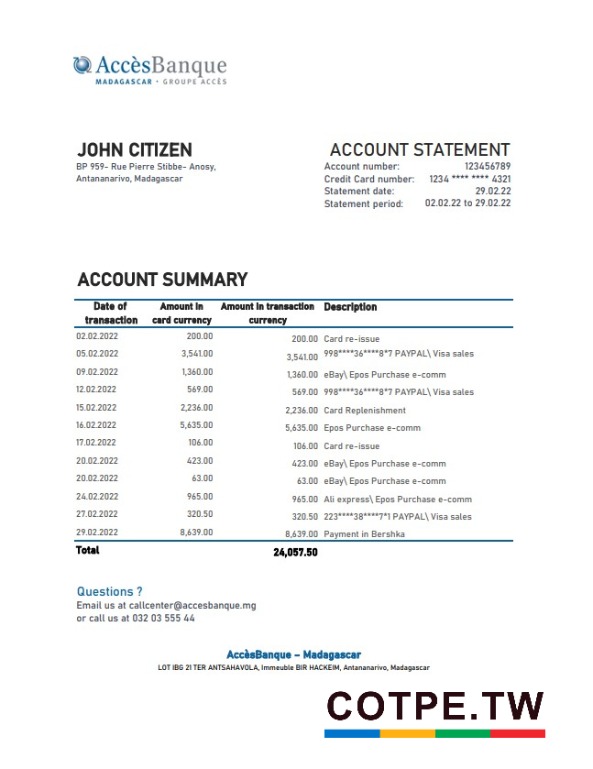 AccèsBanque
MADAGASCAR · GROUPE ACCÈS
JOHN CITIZEN
BP 959- Rue Pierre Stibbe- Anosy,
Antananarivo, Madagascar
ACCOUNT STATEMENT
Account number: 123456789
Credit Card number: 1234 **** **** 4321
Statement date: 29.02.22
Statement period: 02.02.22 to 29.02.22
ACCOUNT SUMMARY
Date of transaction Amount in card currency Amount in transaction currency Description
02.02.2022 200.00 200.00 Card re-issue
05.02.2022 3,541.00 3,541.00 998****36****8*7 PAYPAL\ Visa sales
09.02.2022 1,360.00 1,360.00 eBay\ Epos Purchase e-comm
12.02.2022 569.00 569.00 998****36****8*7 PAYPAL\ Visa sales
15.02.2022 2,236.00 2,236.00 Card Replenishment
16.02.2022 5,635.00 5,635.00 Epos Purchase e-comm
17.02.2022 106.00 106.00 Card re-issue
20.02.2022 423.00 423.00 eBay\ Epos Purchase e-comm
20.02.2022 63.00 63.00 eBay\ Epos Purchase e-comm
24.02.2022 965.00 965.00 Ali express\ Epos Purchase e-comm
27.02.2022 320.50 320.50 223****38****7*1 PAYPAL\ Visa sales
29.02.2022 8,639.00 8,639.00 Payment in Bershka
Total 24,057.50
Questions ?
Email us at callcenter@accesbanque.mg
or call us at 032 03 555 44
AccèsBanque – Madagascar
LOT IBG 21 TER ANTSAHAVOLA, Immeuble BIR HACKEIM, Antananarivo, Madagascar
COTPE.TW